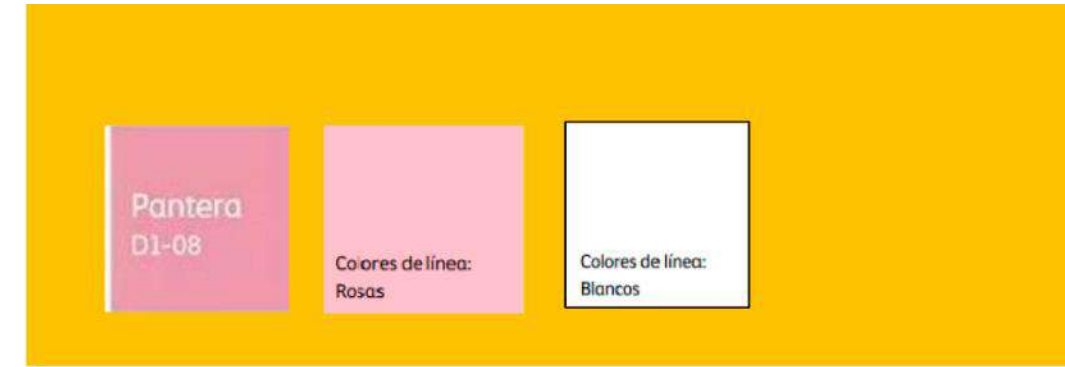 Pantera
D1-08
Colores de línea:
Rosas
Colores de línea:
Blancos